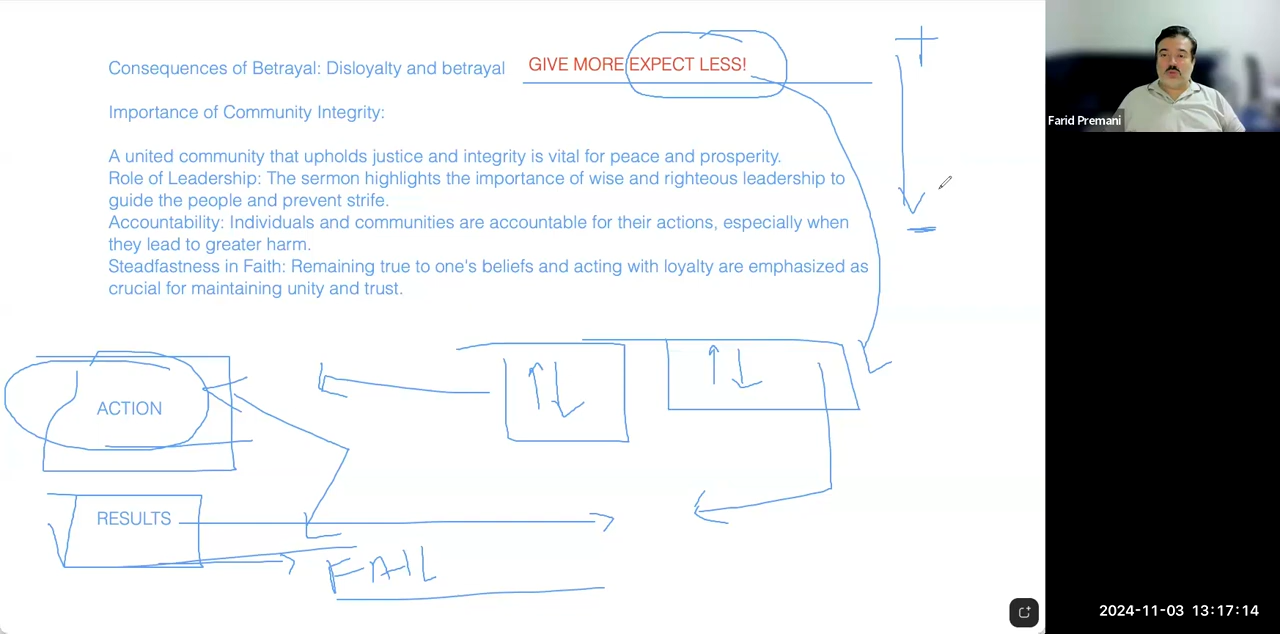 Consequences of Betrayal: Disloyalty and betrayal
GIVE MORE EXPECT LESS!
Importance of Community Integrity:
A united community that upholds justice and integrity is vital for peace and prosperity.
Role of Leadership: The sermon highlights the importance of wise and righteous leadership to
guide the people and prevent strife.
Accountability: Individuals and communities are accountable for their actions, especially when
they lead to greater harm.
Steadfastness in Faith: Remaining true to one's beliefs and acting with loyalty are emphasized as
crucial for maintaining unity and trust.
ACTION
RESULTS
FAIL
Farid Premani
2024-11-03 13:17:14